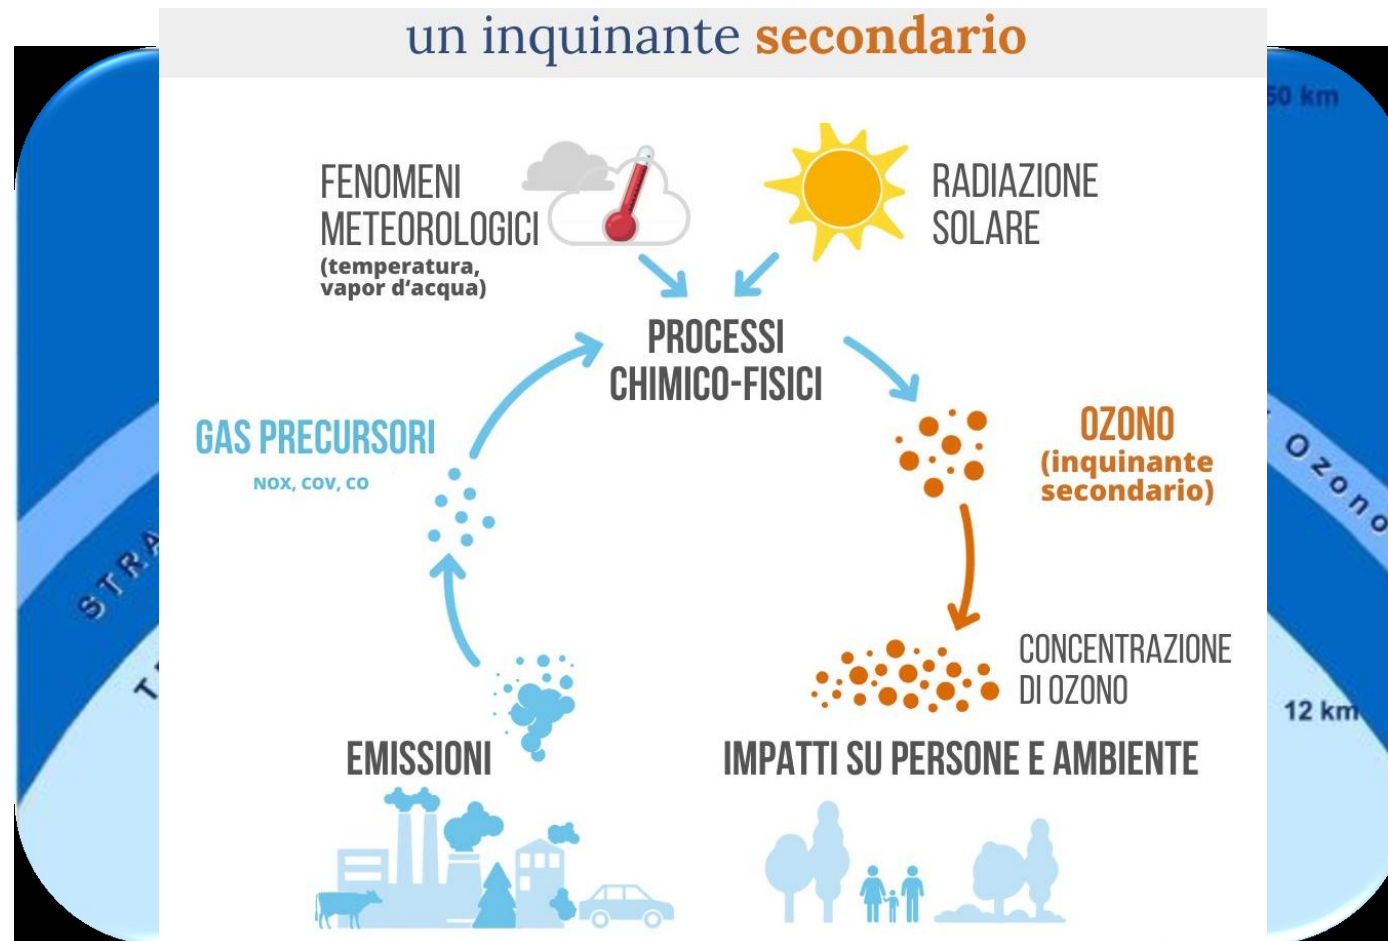 un inquinante secondario
FENOMENI
METEOROLOGICI
(temperatura,
vapor d'acqua)
RADIAZIONE
SOLARE
PROCESSI
CHIMICO-FISICI
GAS PRECURSORI
NOX, COV, CO
OZONO
(inquinante
secondario)
CONCENTRAZIONE
DI OZONO
EMISSIONI
IMPATTI SU PERSONE E AMBIENTE
50 km
Ozono
STRA
12 km